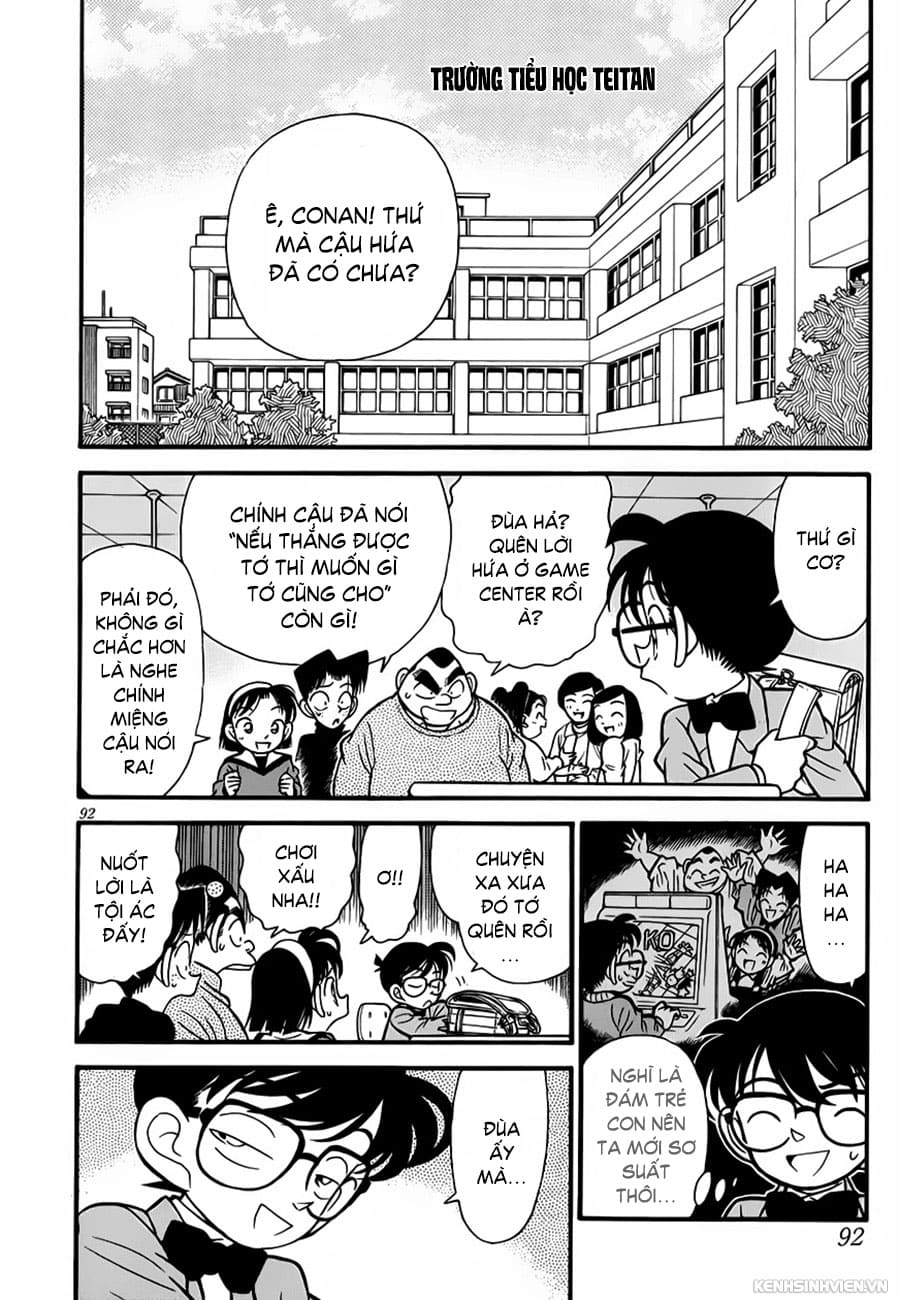 TRƯỜNG TIỂU HỌC TEITAN
Ê, CONAN! THỨ
MÀ CẬU HỨA
ĐÃ CÓ CHƯA?
THỨ GÌ
CƠ?
ĐÙA HẢ?
QUÊN LỜI
HỨA Ở GAME
CENTER RỒI
À?
CHÍNH CẬU ĐÃ NÓI
“NẾU THẮNG ĐƯỢC
TỚ THÌ MUỐN GÌ
TỚ CŨNG CHO”
CÒN GÌ!
PHẢI ĐÓ,
KHÔNG GÌ
CHẮC HƠN
LÀ NGHE
CHÍNH
MIỆNG
CẬU NÓI
RA!
92
HA
HA
HA
...
KO
NGHĨ LÀ
ĐÁM TRẺ
CON NÊN
TA MỚI SƠ
SUẤT
THÔI...
CHUYỆN
XA XƯA
ĐÓ TỚ
QUÊN RỒI
...
Ơ!!
CHƠI
XẤU
NHA!!
NUỐT
LỜI LÀ
TỘI ÁC
ĐẤY!
ĐÙA
ẤY
MÀ...
92
KENHSINHVIEN.VN